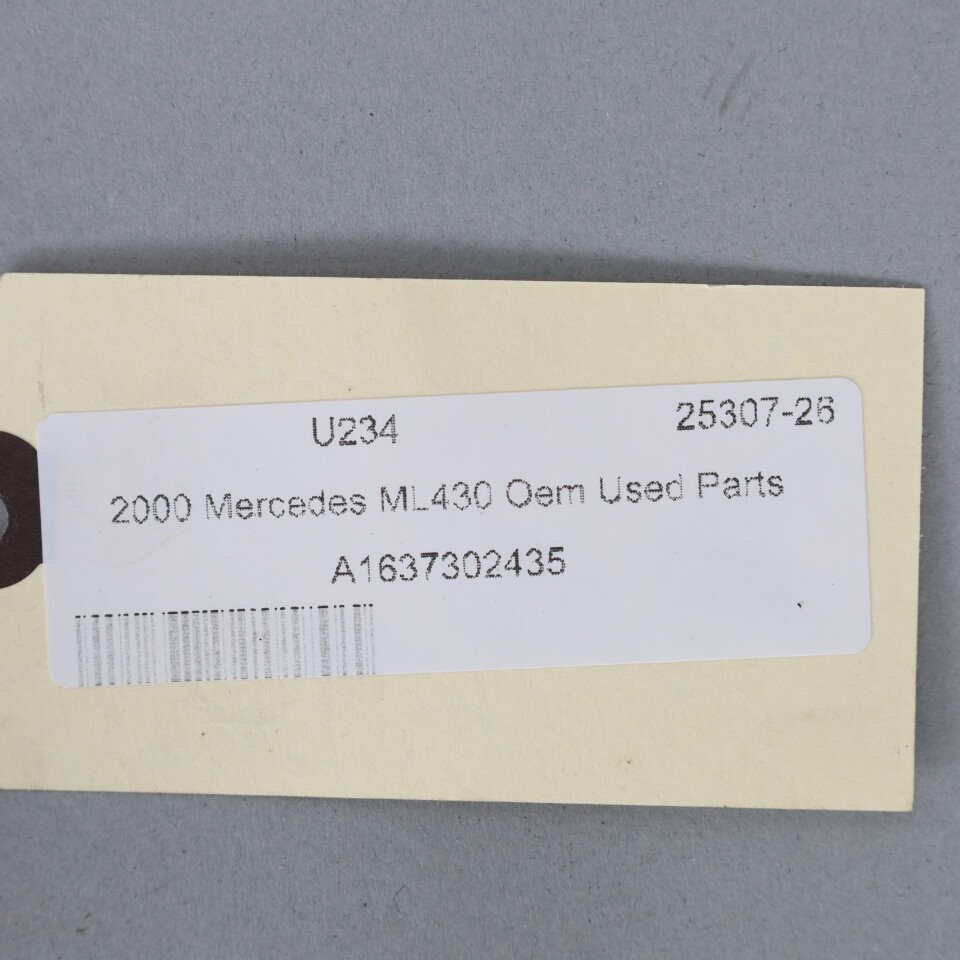 U234 25307-26
2000 Mercedes ML430 Oem Used Parts
A1637302435